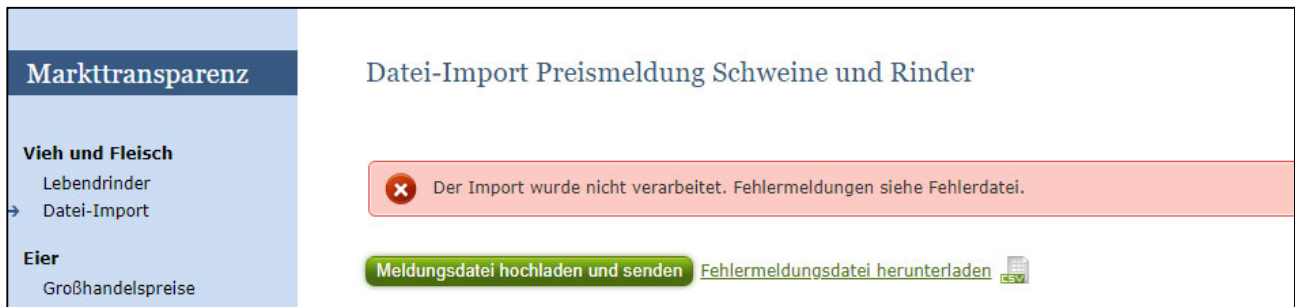 Markttransparenz
Vieh und Fleisch
Lebendrinder
Datei-Import
Eier
Großhandelspreise
Datei-Import Preismeldung Schweine und Rinder
Der Import wurde nicht verarbeitet. Fehlermeldungen siehe Fehlerdatei.
Meldungsdatei hochladen und senden Fehlermeldungsdatei herunterladen CSV